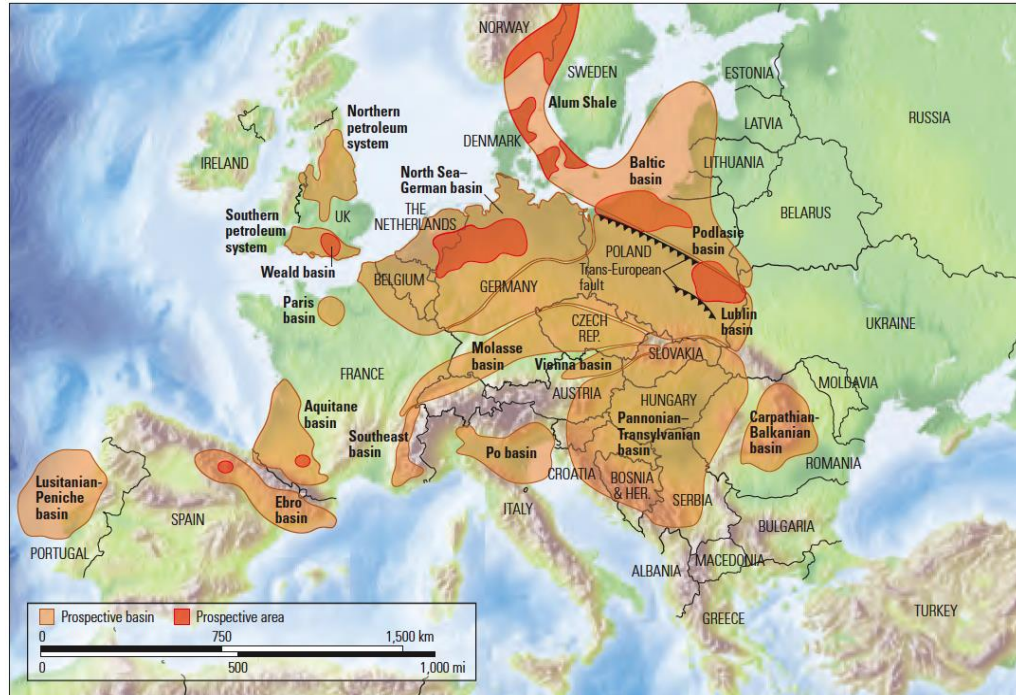 NORWAY
SWEDEN
ESTONIA
RUSSIA
Alum Shale
Northern
petroleum
system
LATVIA
DENMARK
IRELAND
North Sea–
German basin
Baltic
basin
LITHUANIA
THE
NETHERLANDS
UK
BELARUS
Southern
petroleum
system
Podlasie
basin
POLAND
Weald basin
Trans-European
fault
BELGIUM
GERMANY
Paris
basin
Lublin
basin
CZECH
REP.
UKRAINE
Molasse
basin
SLOVAKIA
Vienna basin
FRANCE
MOLDAVIA
AUSTRIA
HUNGARY
Aquitane
basin
Pannonian–
Transylvanian
basin
Carpathian-
Balkanian
basin
Southeast
basin
Po basin
CROATIA
ROMANIA
Lusitanian-
Peniche
basin
BOSNIA
& HER.
Ebro
basin
SERBIA
ITALY
SPAIN
BULGARIA
PORTUGAL
MACEDONIA
ALBANIA
GREECE
TURKEY
Prospective basin
Prospective area
0 750 1,500 km
0 500 1,000 mi